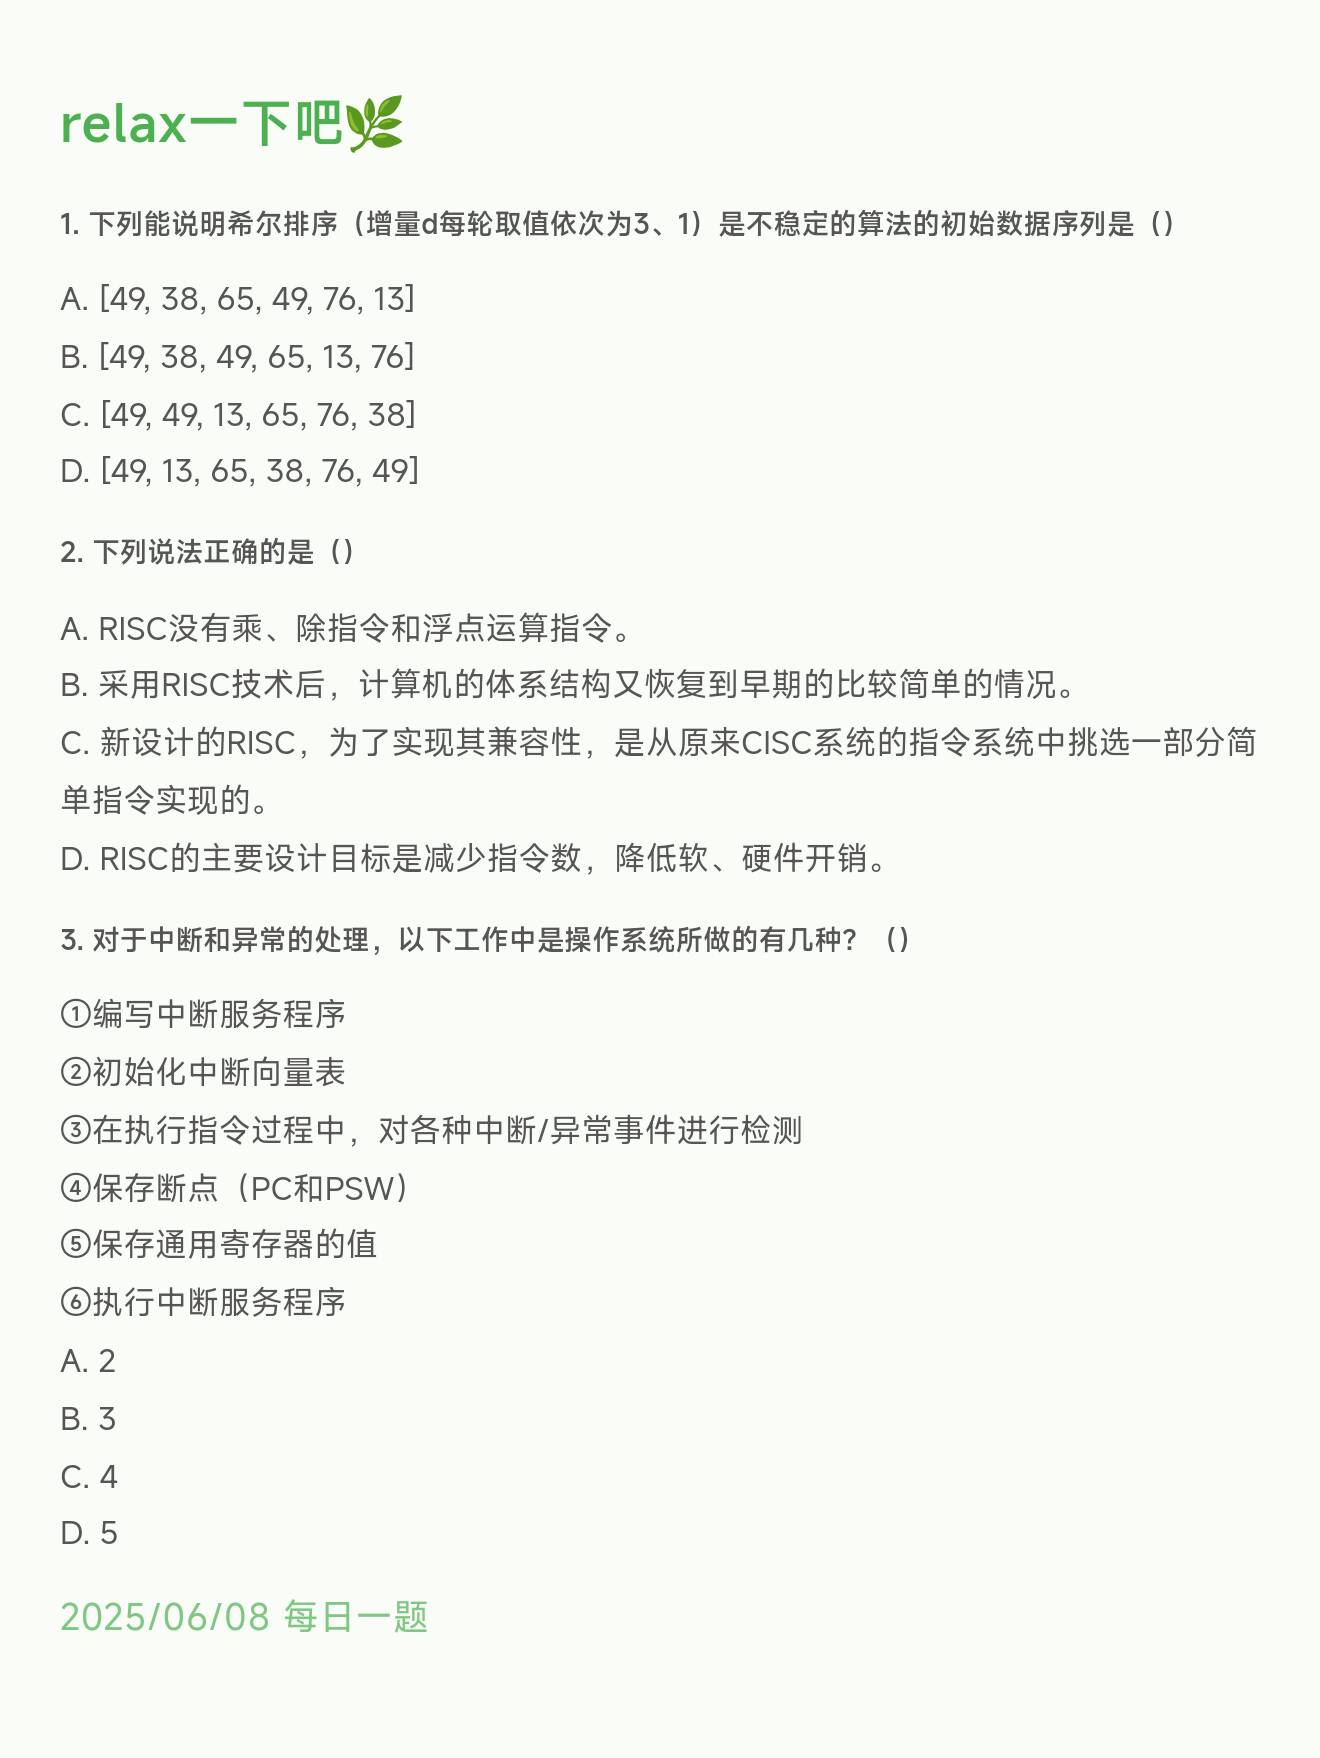 relax一下吧🌿
1. 下列能说明希尔排序（增量d每轮取值依次为3、1）是不稳定的算法的初始数据序列是（）
A. [49, 38, 65, 49, 76, 13]
B. [49, 38, 49, 65, 13, 76]
C. [49, 49, 13, 65, 76, 38]
D. [49, 13, 65, 38, 76, 49]
2. 下列说法正确的是（）
A. RISC没有乘、除指令和浮点运算指令。
B. 采用RISC技术后，计算机的体系结构又恢复到早期的比较简单的情况。
C. 新设计的RISC，为了实现其兼容性，是从原来CISC系统的指令系统中挑选一部分简
单指令实现的。
D. RISC的主要设计目标是减少指令数，降低软、硬件开销。
3. 对于中断和异常的处理，以下工作中是操作系统所做的有几种？（）
①编写中断服务程序
②初始化中断向量表
③在执行指令过程中，对各种中断/异常事件进行检测
④保存断点（PC和PSW）
⑤保存通用寄存器的值
⑥执行中断服务程序
A. 2
B. 3
C. 4
D. 5
2025/06/08 每日一题